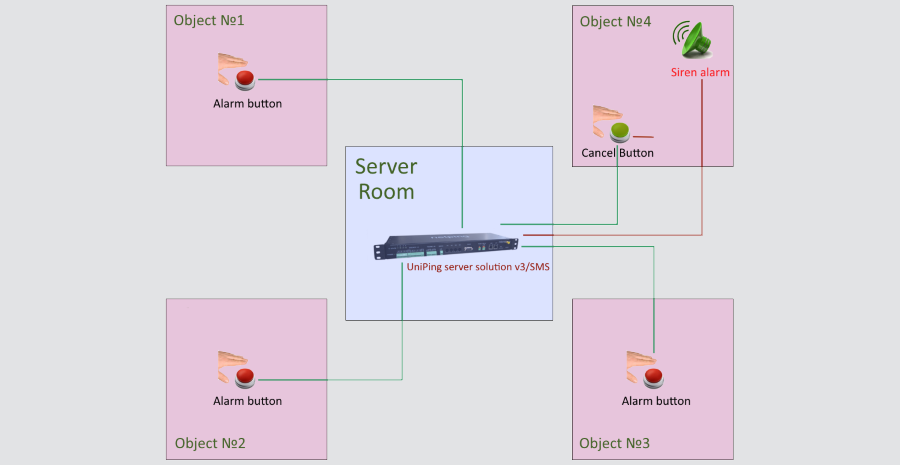 Object №1
Alarm button
Object №4
Siren alarm
Cancel Button
Server
Room
UniPing server solution v3/SMS
Alarm button
Object №2
Alarm button
Object №3